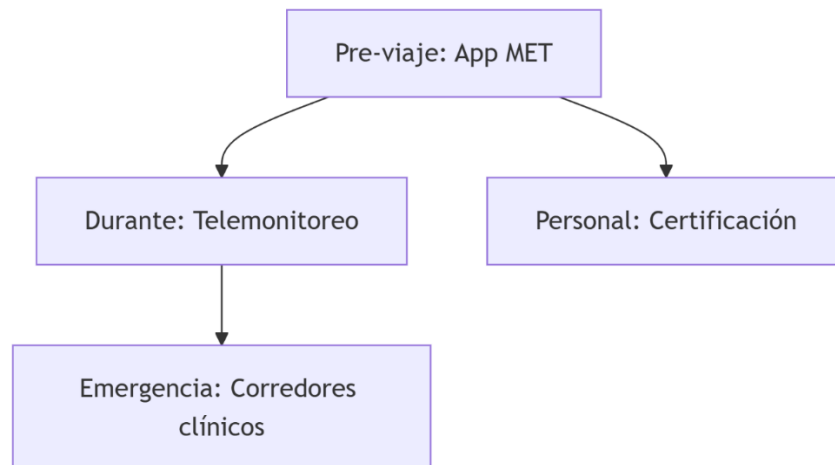 Pre-viaje: App MET
Durante: Telemonitoreo
Personal: Certificación
Emergencia: Corredores
clínicos